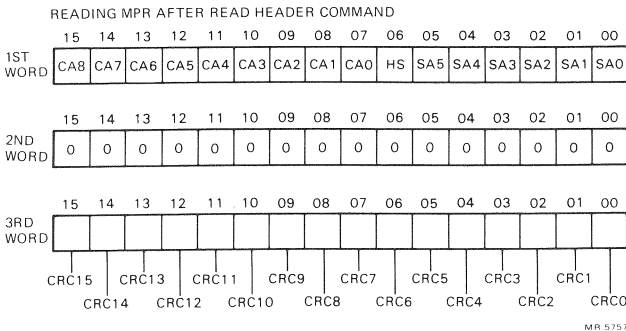 READING MPR AFTER READ HEADER COMMAND
15 14 13 12 11 10 09 08 07 06 05 04 03 02 01 00
1ST WORD CA8 CA7 CA6 CA5 CA4 CA3 CA2 CA1 CA0 HS SA5 SA4 SA3 SA2 SA1 SA0
15 14 13 12 11 10 09 08 07 06 05 04 03 02 01 00
2ND WORD 0 0 0 0 0 0 0 0 0 0 0 0 0 0 0 0
15 14 13 12 11 10 09 08 07 06 05 04 03 02 01 00
3RD WORD
CRC15 CRC13 CRC11 CRC9 CRC7 CRC5 CRC3 CRC1
CRC14 CRC12 CRC10 CRC8 CRC6 CRC4 CRC2 CRC0
MR 5757